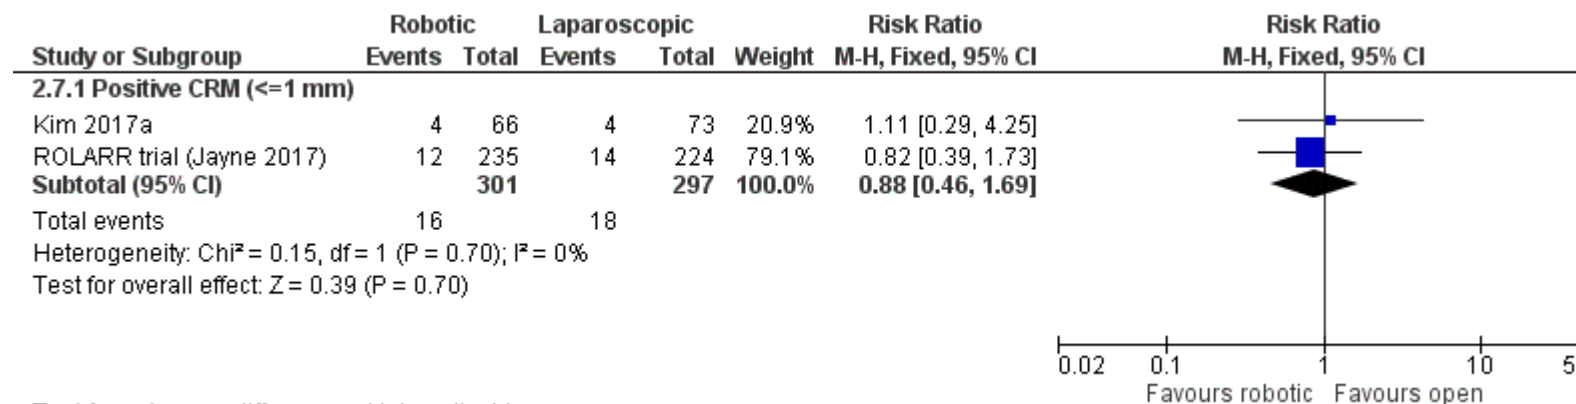 Robotic Laparoscopic Risk Ratio Risk Ratio
Study or Subgroup Events Total Events Total Weight M-H, Fixed, 95% CI M-H, Fixed, 95% CI
2.7.1 Positive CRM (<=1 mm)
Kim 2017a 4 66 4 73 20.9% 1.11 [0.29, 4.25]
ROLARR trial (Jayne 2017) 12 235 14 224 79.1% 0.82 [0.39, 1.73]
Subtotal (95% CI) 301 297 100.0% 0.88 [0.46, 1.69]
Total events 16 18
Heterogeneity: Chi² = 0.15, df = 1 (P = 0.70); I² = 0%
Test for overall effect: Z = 0.39 (P = 0.70)
0.02 0.1 1 10 5
Favours robotic Favours open